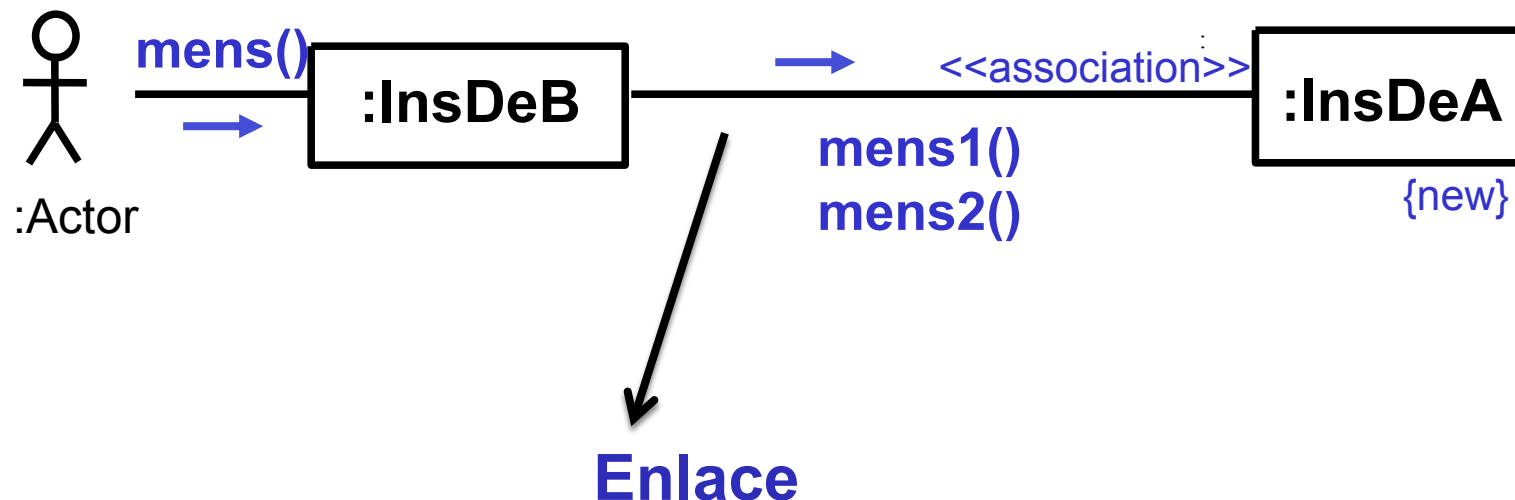 mens()
:InsDeB
<<association>>
:
:InsDeA
mens1()
mens2()
{new}
:Actor
Enlace